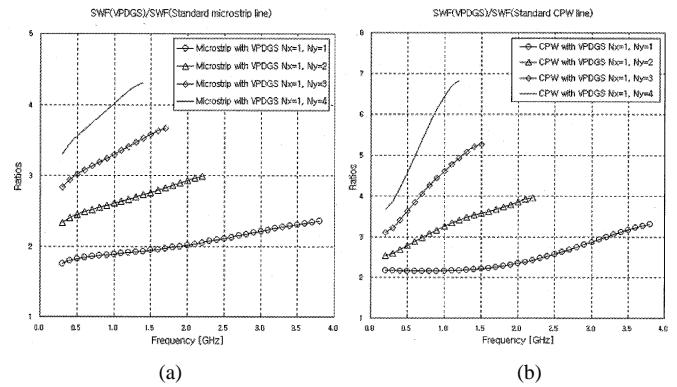 SWF(VPDGS)/SWF(Standard microstrip line)
5
4
3
2
1
Ratios
Microstrip with VPDGS Nx=1, Ny=1
Microstrip with VPDGS Nx=1, Ny=2
Microstrip with VPDGS Nx=1, Ny=3
Microstrip with VPDGS Nx=1, Ny=4
0.0 0.5 1.0 1.5 2.0 2.5 3.0 3.5 4.0
Frequency [GHz]
(a)
SWF(VPDGS)/SWF(Standard CPW line)
8
7
6
5
4
3
2
1
Ratios
CPW with VPDGS Nx=1, Ny=1
CPW with VPDGS Nx=1, Ny=2
CPW with VPDGS Nx=1, Ny=3
CPW with VPDGS Nx=1, Ny=4
0.0 0.5 1.0 1.5 2.0 2.5 3.0 3.5 4.0
Frequency [GHz]
(b)